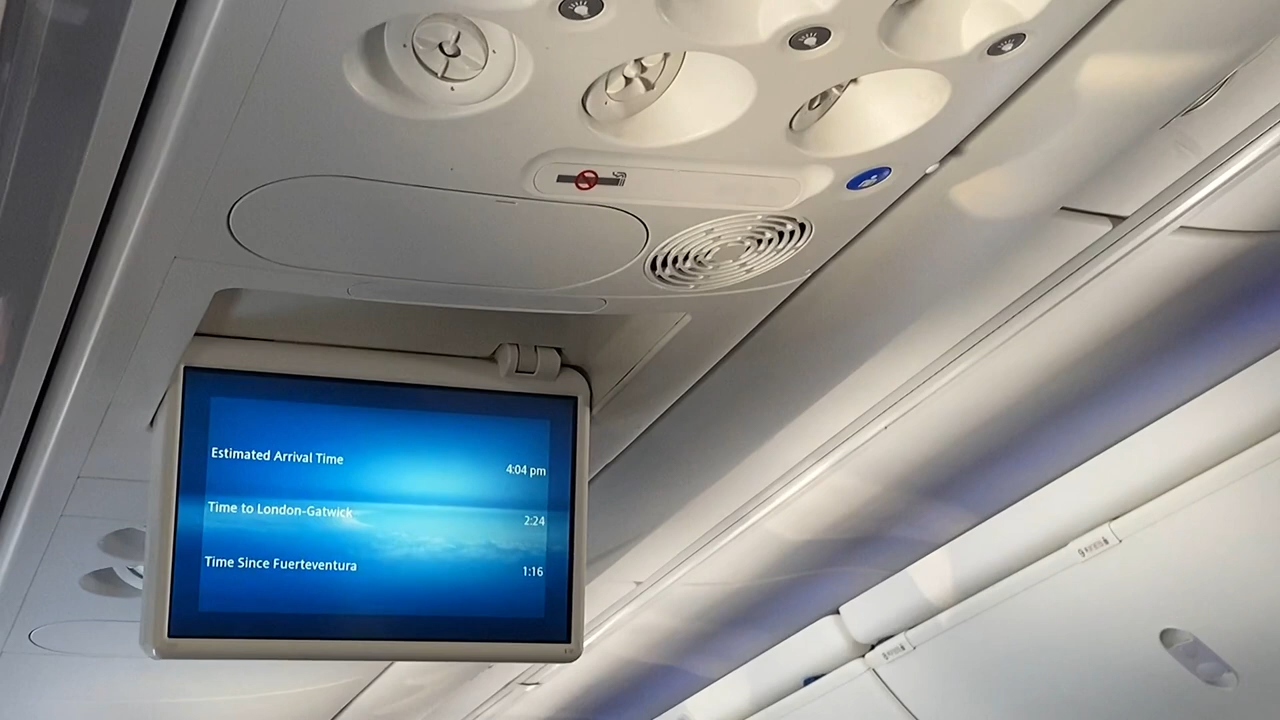 Estimated Arrival Time
4:04 pm
Time to London-Gatwick
2:24
Time Since Fuerteventura
1:16